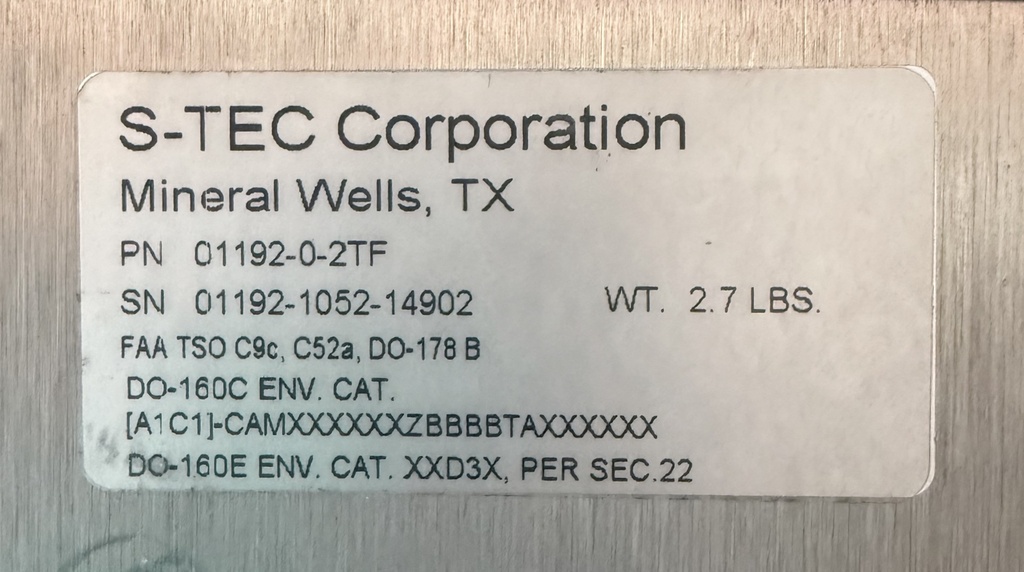 S-TEC Corporation
Mineral Wells, TX
PN 01192-0-2TF
SN 01192-1052-14902 WT. 2.7 LBS.
FAA TSO C9c, C52a, DO-178 B
DO-160C ENV. CAT.
[A1C1]-CAMXXXXXXZBBBBTAXXXXXX
DO-160E ENV. CAT. XXD3X, PER SEC.22